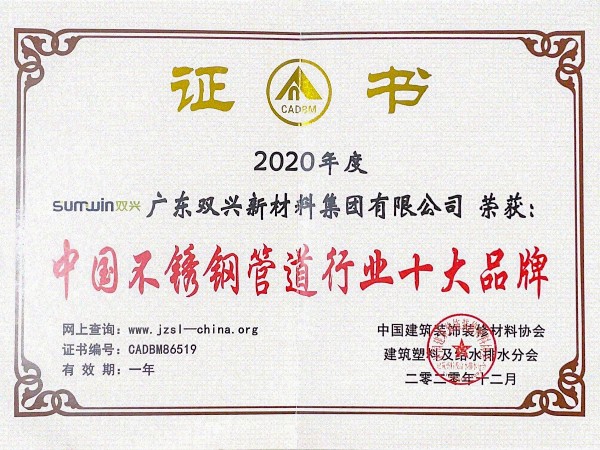 证 书
CADBM
2020年度
sumwin双兴 广东双兴新材料集团有限公司 荣获:
中国不锈钢管道行业十大品牌
网上查询: www.jzsl—china.org
证书编号: CADBM86519
有 效 期: 一年
中国建筑装饰装修材料协会
建筑塑料及给水排水分会
二零二零年十二月